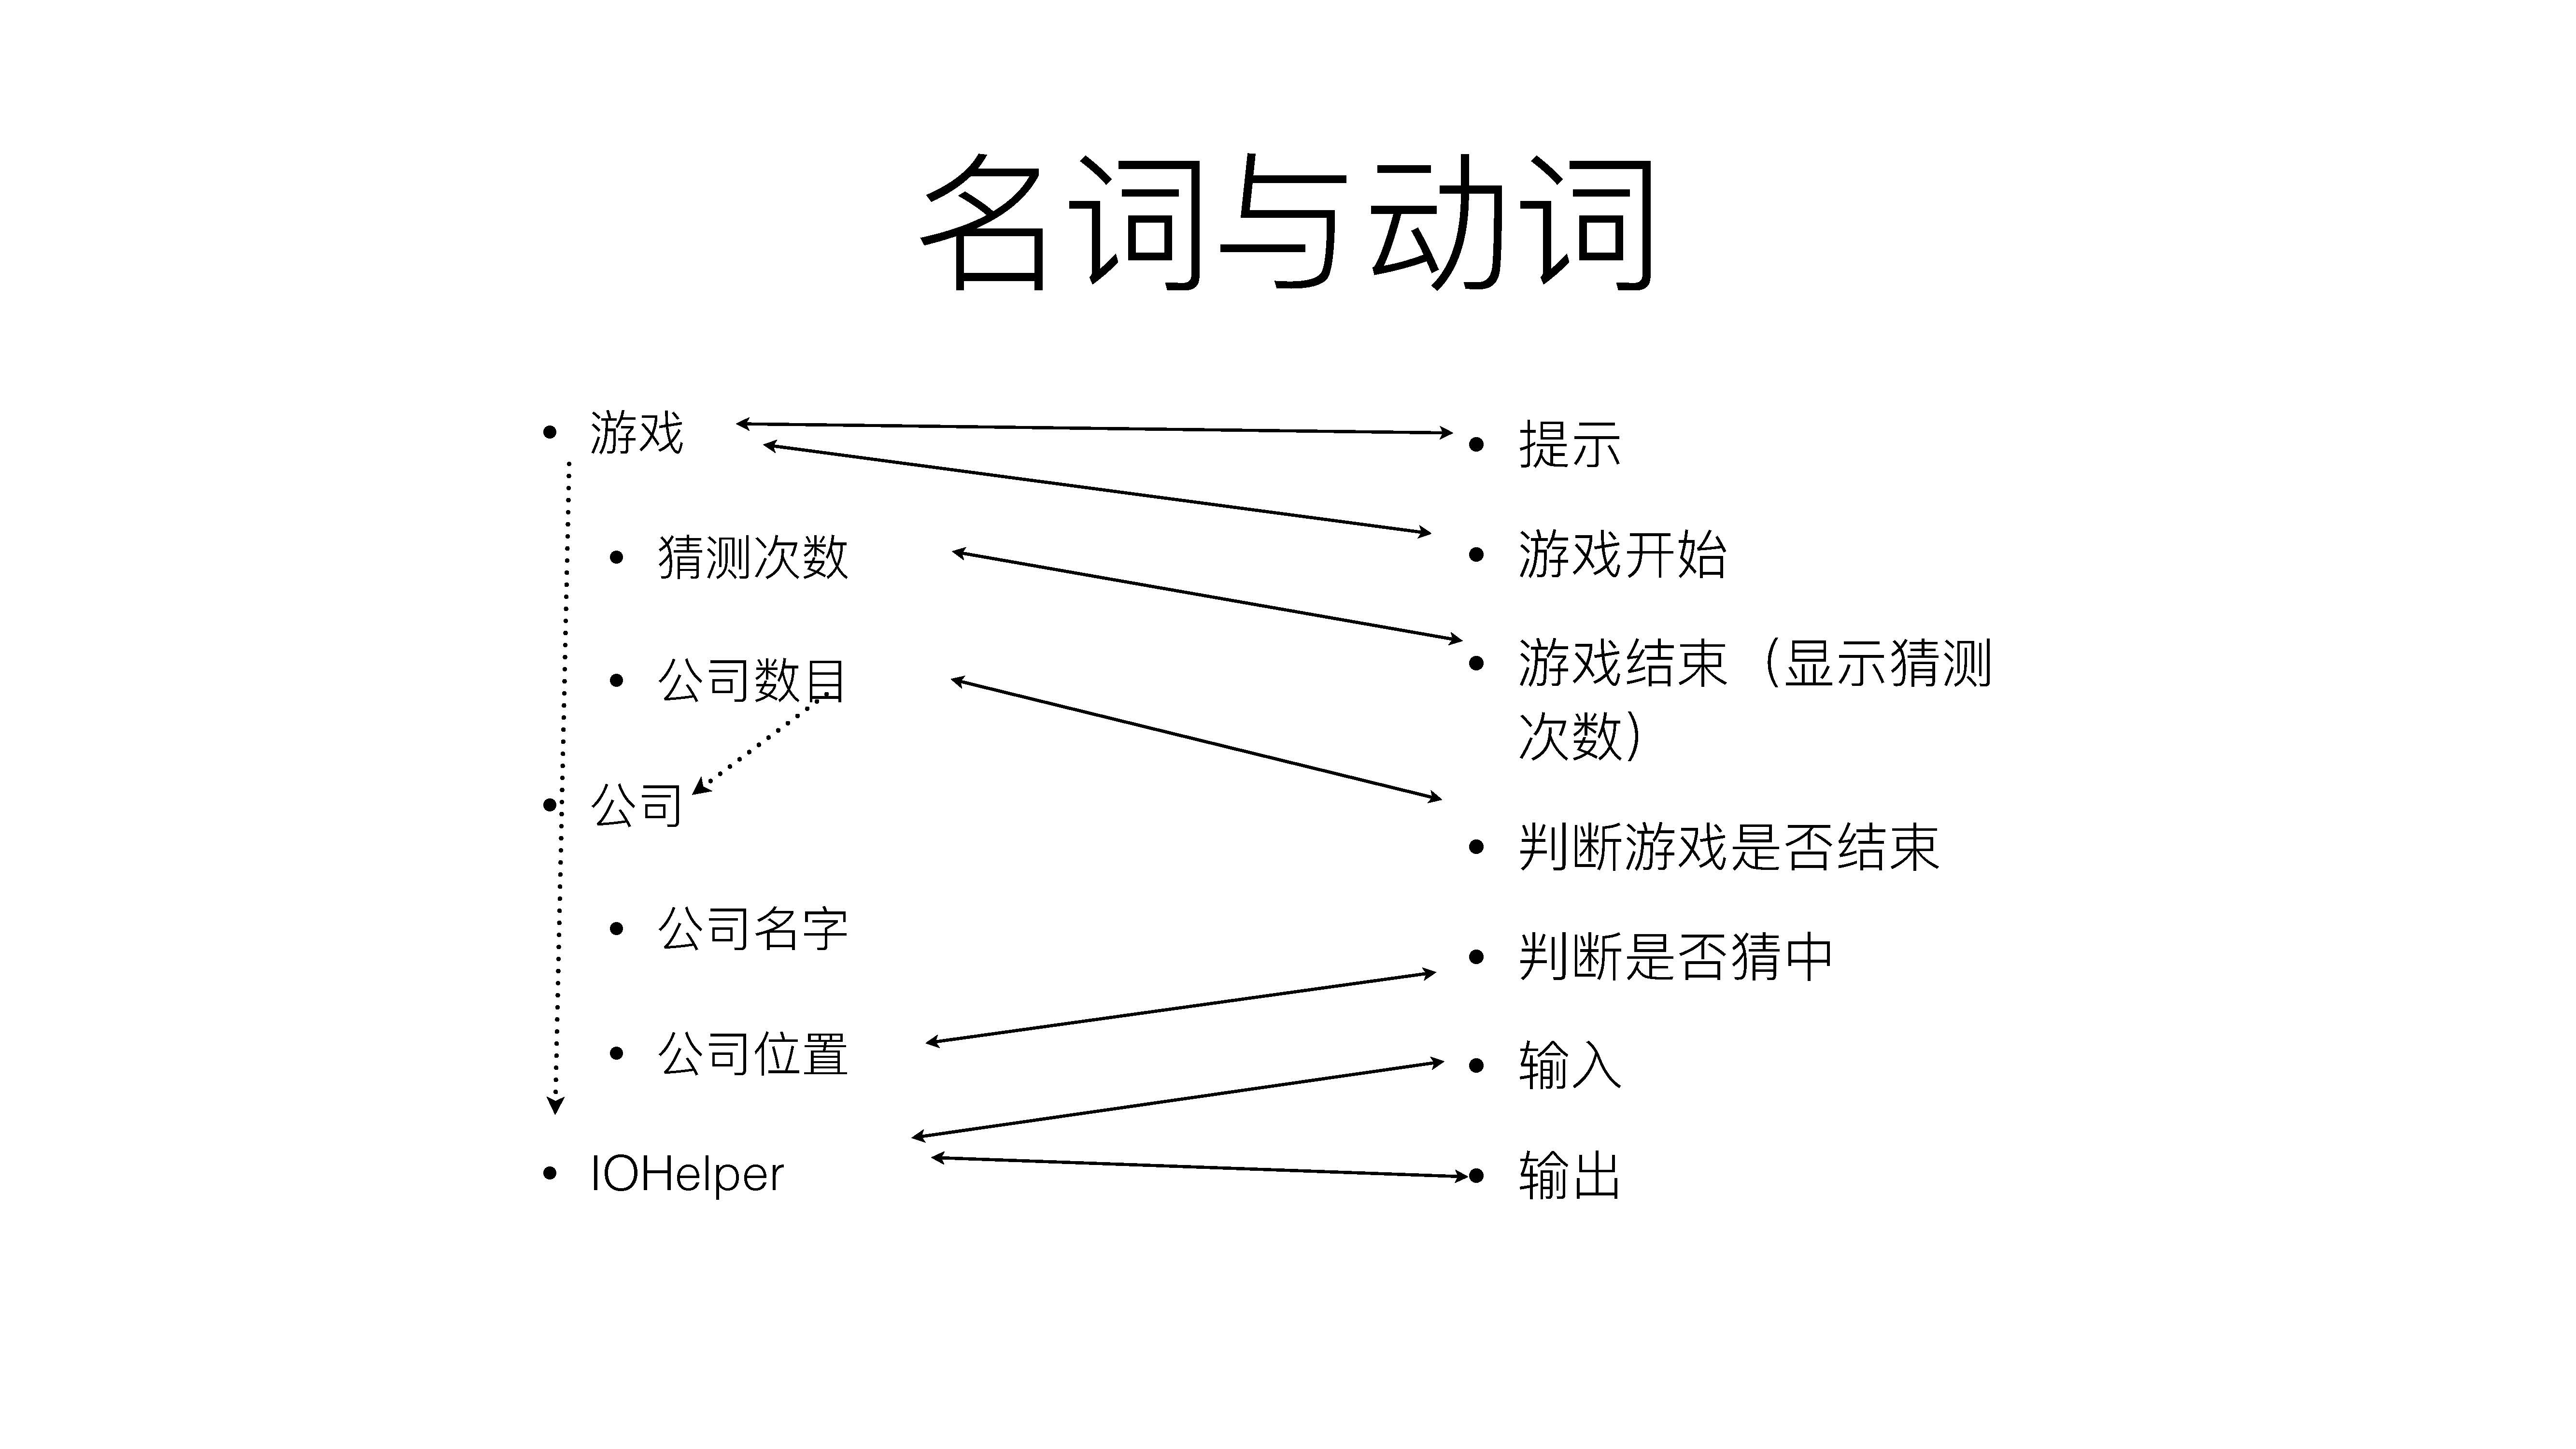 名词与动词
游戏
猜测次数
公司数目
公司
公司名字
公司位置
IOHelper
提示
游戏开始
游戏结束（显示猜测
次数）
判断游戏是否结束
判断是否猜中
输入
输出